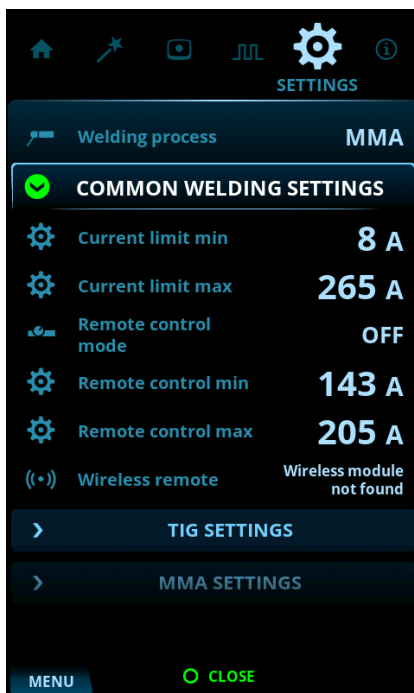 SETTINGS
Welding process MMA
COMMON WELDING SETTINGS
Current limit min 8 A
Current limit max 265 A
Remote control
mode OFF
Remote control min 143 A
Remote control max 205 A
Wireless remote Wireless module
not found
TIG SETTINGS
MMA SETTINGS
MENU CLOSE